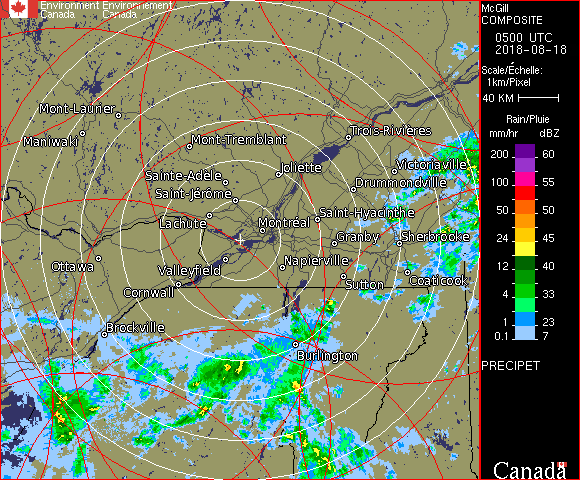 Environment Environnement
Canada Canada
McGill
COMPOSITE
0500 UTC
2018-08-18
Scale/Échelle:
1km/Pixel
40 KM
Rain/Pluie
mm/hr dBZ
200 60
55
100 55
50 50
24 45
12 40
4 33
2 23
0.1 7
PRECIPET
Canada
Mont-Laurier
Maniwaki
Mont-Tremblant
Trois-Rivières
Victoriaville
Sainte-Adèle
Joliette
Drummondville
Saint-Jérôme
Lachute
Montréal
Saint-Hyacinthe
Granby
Sherbrooke
Ottawa
Valleyfield
Napierville
Cornwall
Sutton
Coaticook
Brockville
Burlington